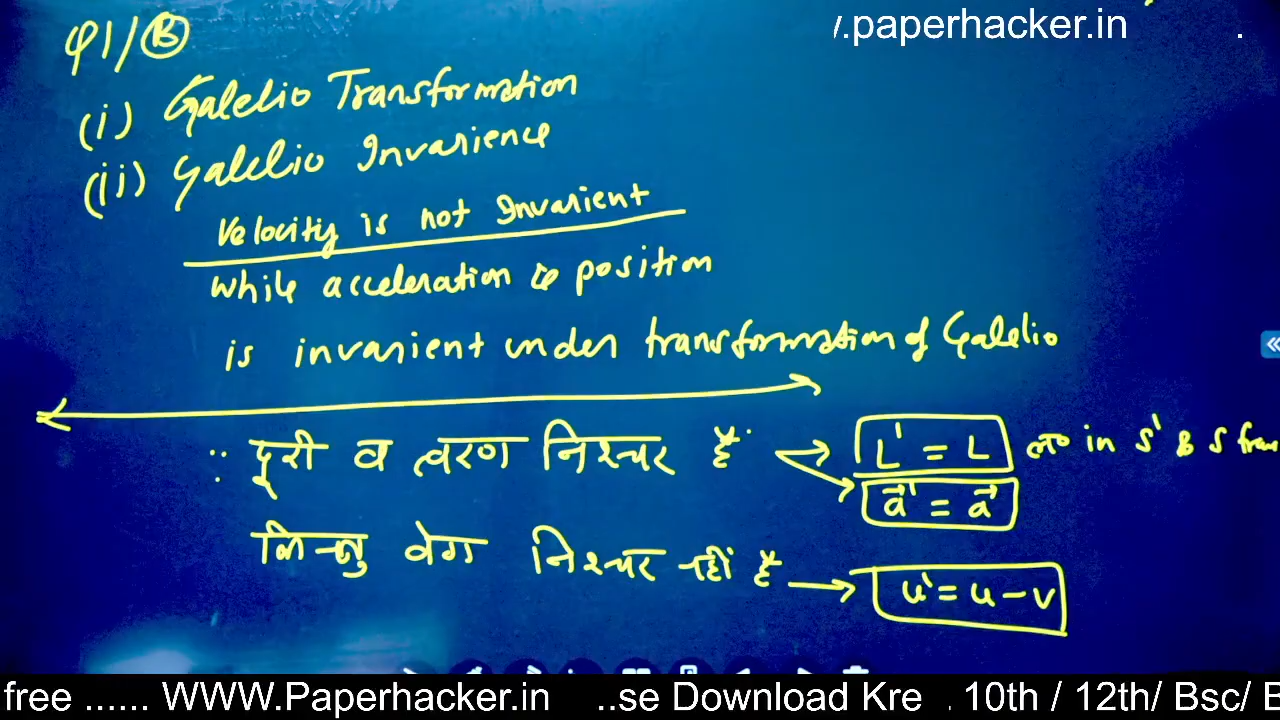 .paperhacker.in .
Q1/ B
(i) Galelio Transformation
(ii) Galelio Invarience
Velocity is not Invarient
while acceleration & position
is invarient under transformation of Galelio
∵ दूरी व त्वरण निश्चर है
L' = L in S' & S fram
a⃗' = a⃗
किन्तु वेग निश्चर नहीं है
u' = u - v
free ...... WWW.Paperhacker.in ..se Download Kre . 10th / 12th/ Bsc/